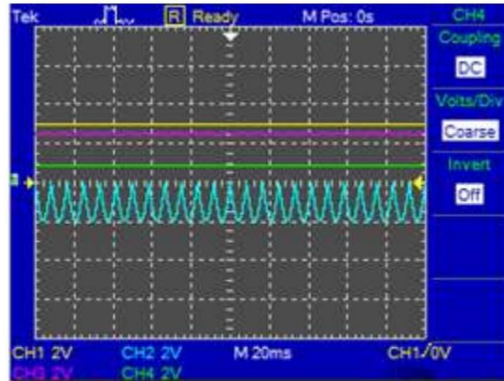 Tek R Ready M Pos: 0s CH4
Coupling
DC
Volts/Div
Coarse
Invert
Off
CH1 2V CH2 2V M 20ms CH1/0V
CH3 2V CH4 2V